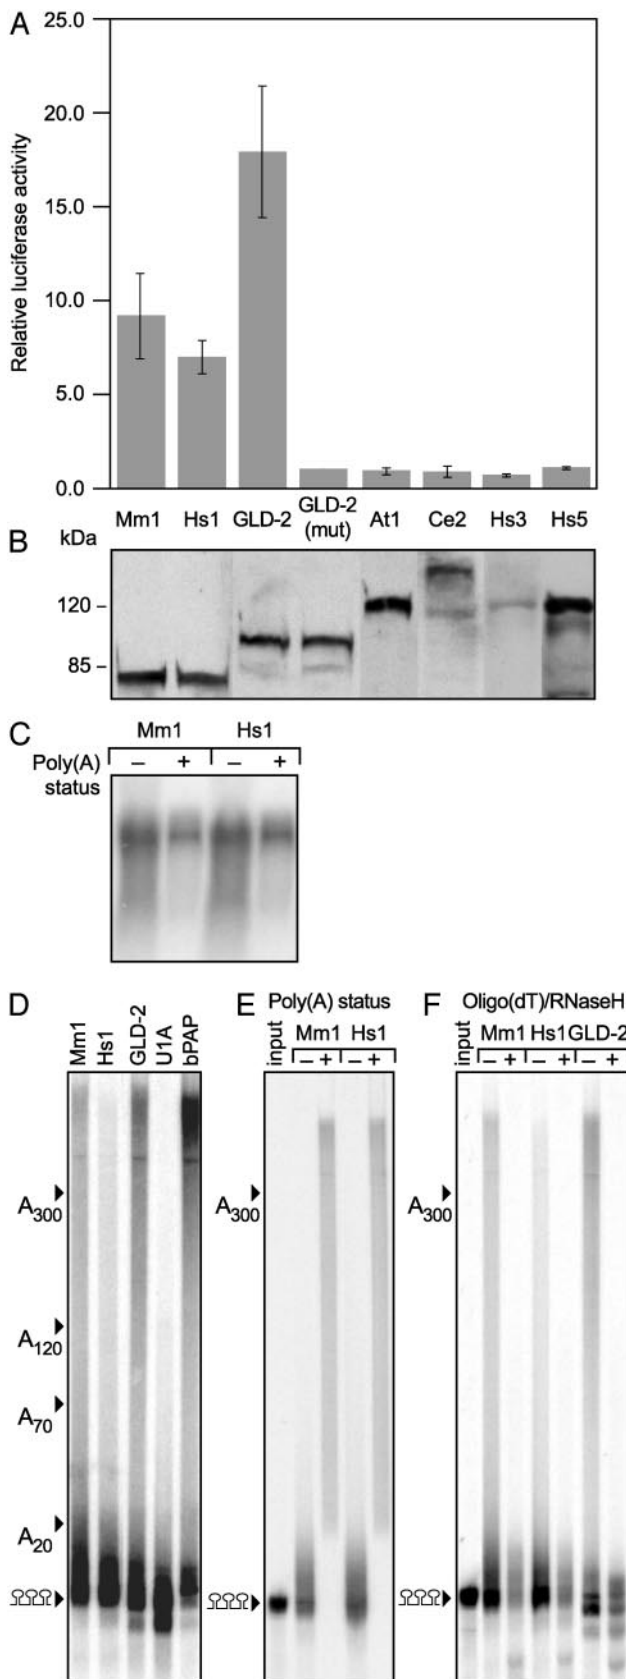 A
25.0
20.0
15.0
10.0
5.0
0.0
Relative luciferase activity
Mm1 Hs1 GLD-2 GLD-2 (mut) At1 Ce2 Hs3 Hs5
B kDa
120 –
85 –
C
Mm1 Hs1
Poly(A) status – + – +
D
Mm1 Hs1 GLD-2 U1A bPAP
A300
A120
A70
A20
E Poly(A) status
input Mm1 Hs1
– + – +
A300
F Oligo(dT)/RNaseH
input Mm1 Hs1 GLD-2
– + – + – +
A300